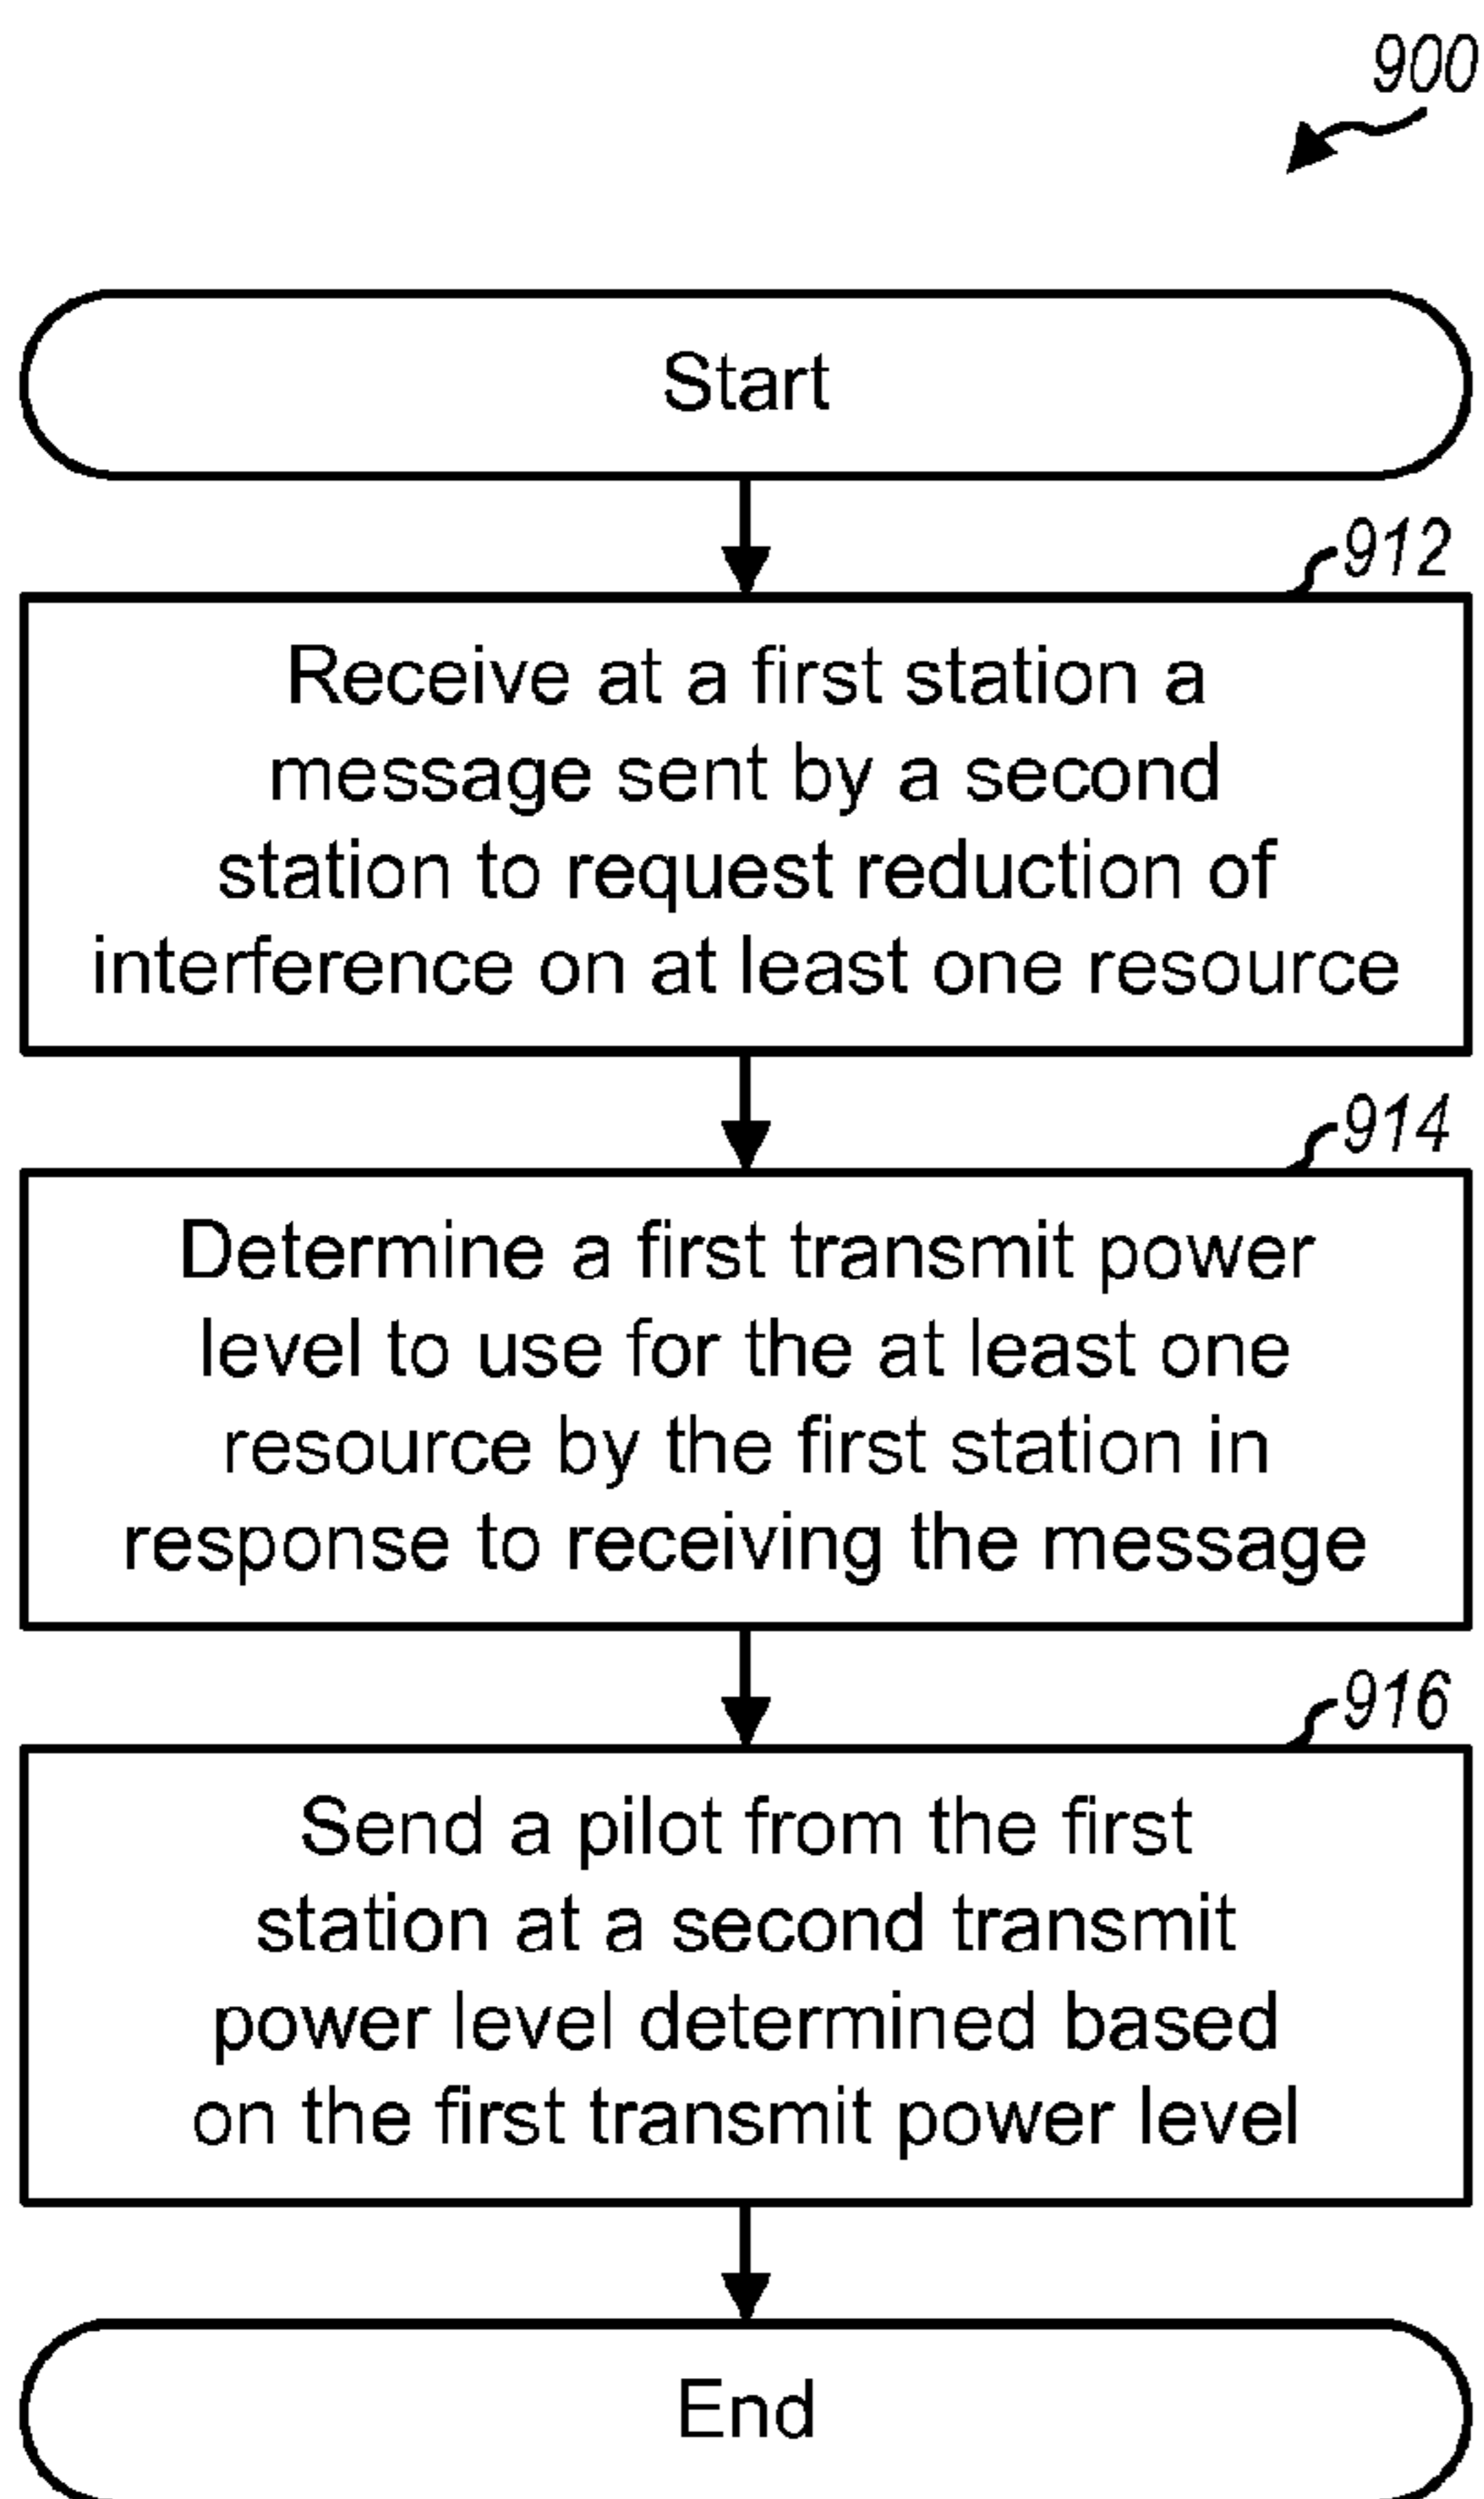 900
Start
912
Receive at a first station a
message sent by a second
station to request reduction of
interference on at least one resource
914
Determine a first transmit power
level to use for the at least one
resource by the first station in
response to receiving the message
916
Send a pilot from the first
station at a second transmit
power level determined based
on the first transmit power level
End